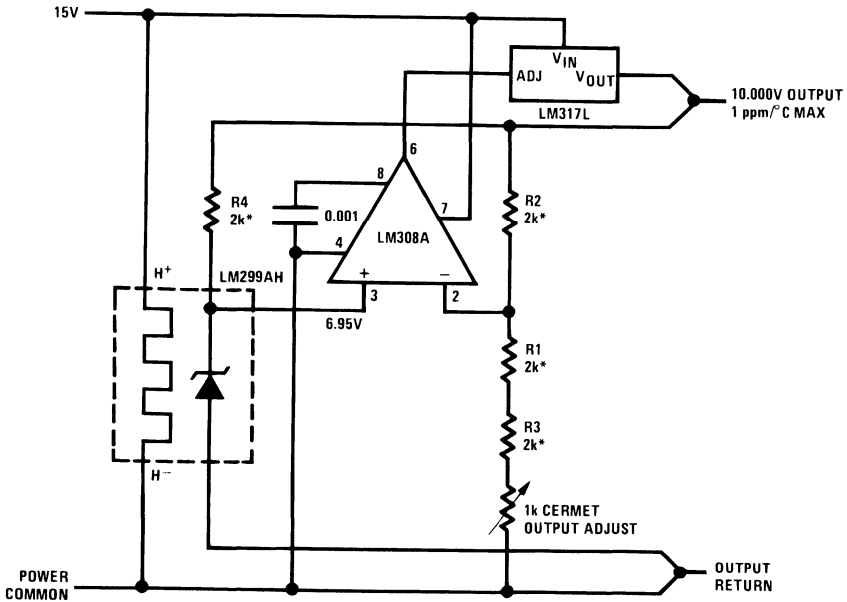 15V
V_IN
ADJ
V_OUT
LM317L
10.000V OUTPUT
1 ppm/°C MAX
6
8
R4
2k*
0.001
7
R2
2k*
4
LM308A
H+
LM299AH
+
−
3
2
6.95V
R1
2k*
R3
2k*
H−
1k CERMET
OUTPUT ADJUST
POWER
COMMON
OUTPUT
RETURN